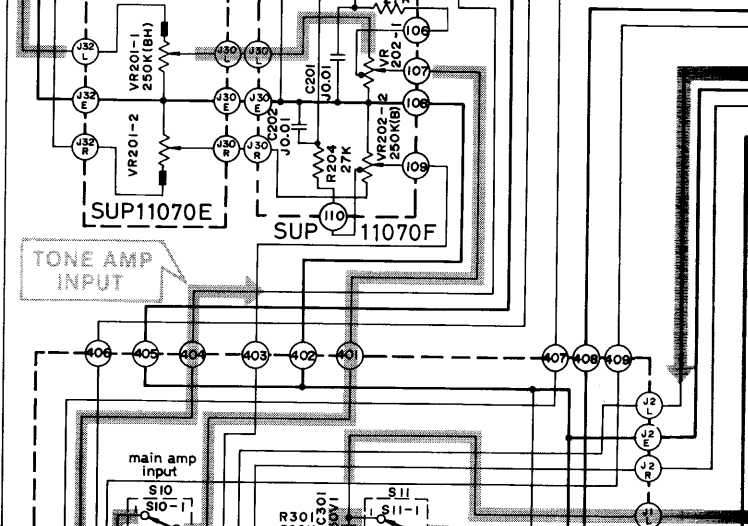 106
J32 L
J30 L
J30 L
VR201-1
250K(BH)
C201
J0.01
VR
202-1
107
J32 E
J30 E
J30 E
108
C202
J0.01
VR202-2
250K(B)
VR201-2
J32 R
J30 R
J30 R
R204
27K
109
SUP11070E
110
SUP 11070F
TONE AMP
INPUT
406
405
404
403
402
401
407
408
409
J2 L
J2 E
J2 R
main amp
input
S10
S10-1
R301
C301
S11
S11-1
J1